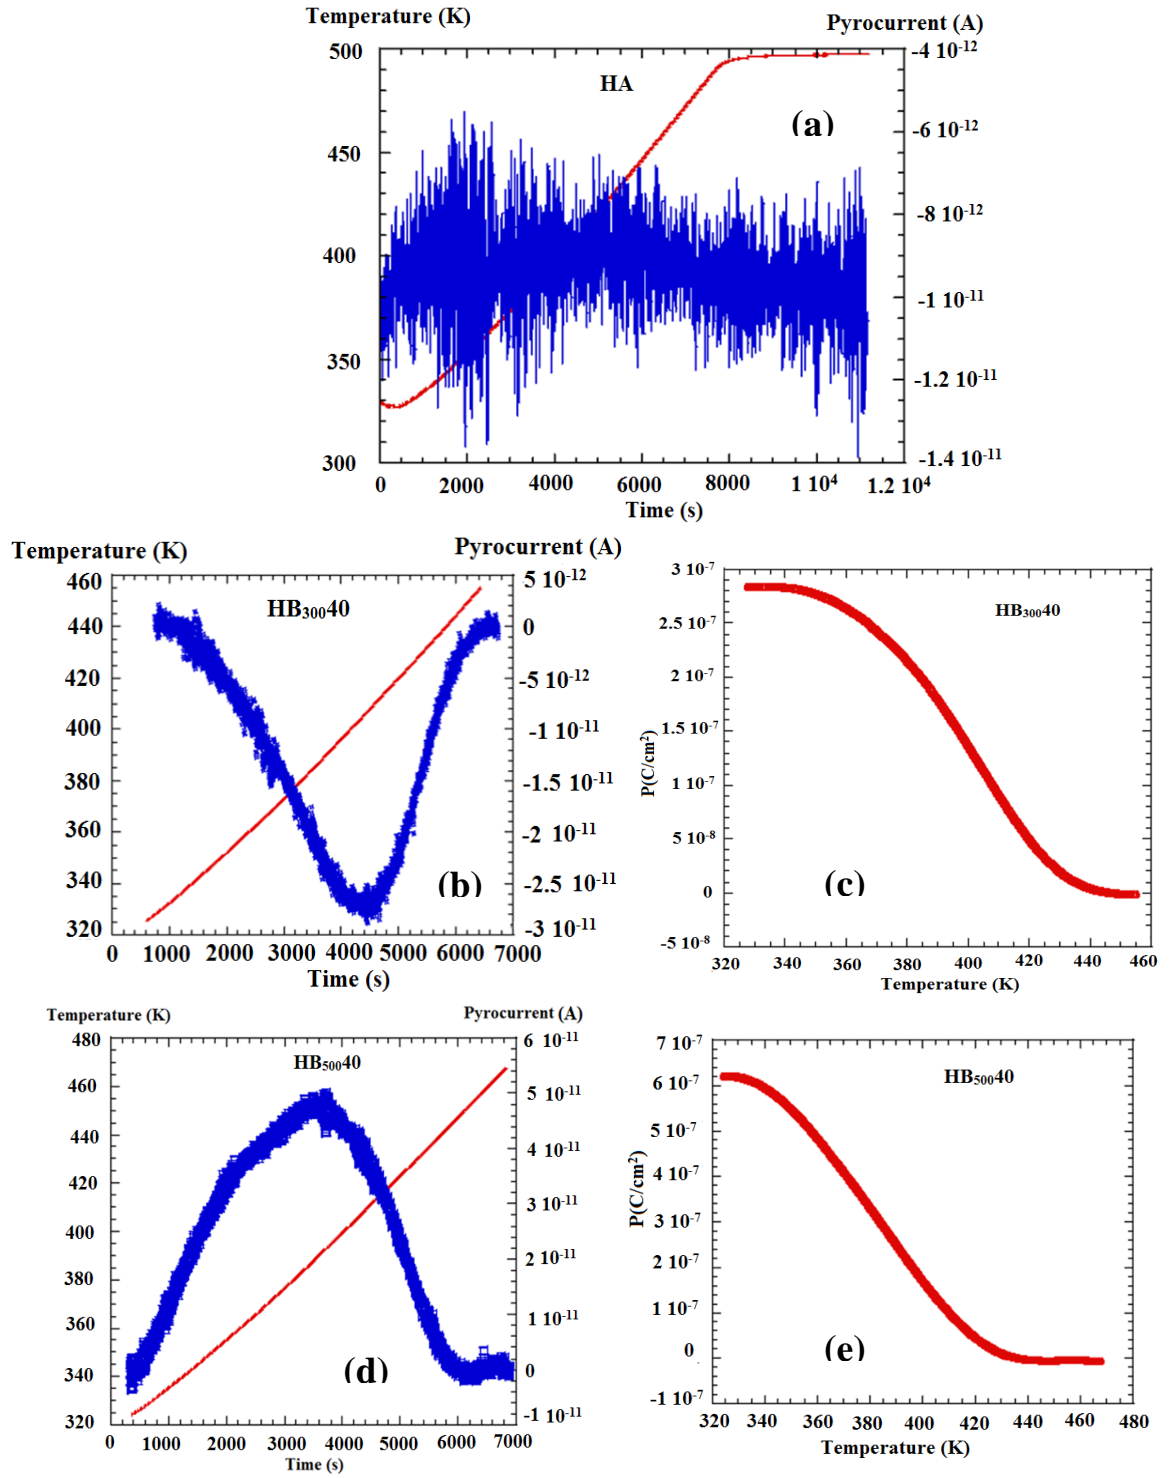 Temperature (K)
Pyrocurrent (A)
500
450
400
350
300
HA
(a)
-4 10-12
-6 10-12
-8 10-12
-1 10-11
-1.2 10-11
-1.4 10-11
0 2000 4000 6000 8000 1 10⁴ 1.2 10⁴
Time (s)
Temperature (K)
Pyrocurrent (A)
460
440
420
400
380
360
340
320
HB₃₀₀40
(b)
5 10-12
0
-5 10-12
-1 10-11
-1.5 10-11
-2 10-11
-2.5 10-11
-3 10-11
0 1000 2000 3000 4000 5000 6000 7000
Time (s)
3 10-7
2.5 10-7
2 10-7
1.5 10-7
1 10-7
5 10-8
0
-5 10-8
P(C/cm²)
HB₃₀₀40
(c)
320 340 360 380 400 420 440 460
Temperature (K)
Temperature (K)
Pyrocurrent (A)
480
460
440
420
400
380
360
340
320
HB₅₀₀40
(d)
6 10-11
5 10-11
4 10-11
3 10-11
2 10-11
1 10-11
0
-1 10-11
0 1000 2000 3000 4000 5000 6000 7000
Time (s)
7 10-7
6 10-7
5 10-7
4 10-7
3 10-7
2 10-7
1 10-7
0
-1 10-7
P(C/cm²)
HB₅₀₀40
(e)
320 340 360 380 400 420 440 460 480
Temperature (K)